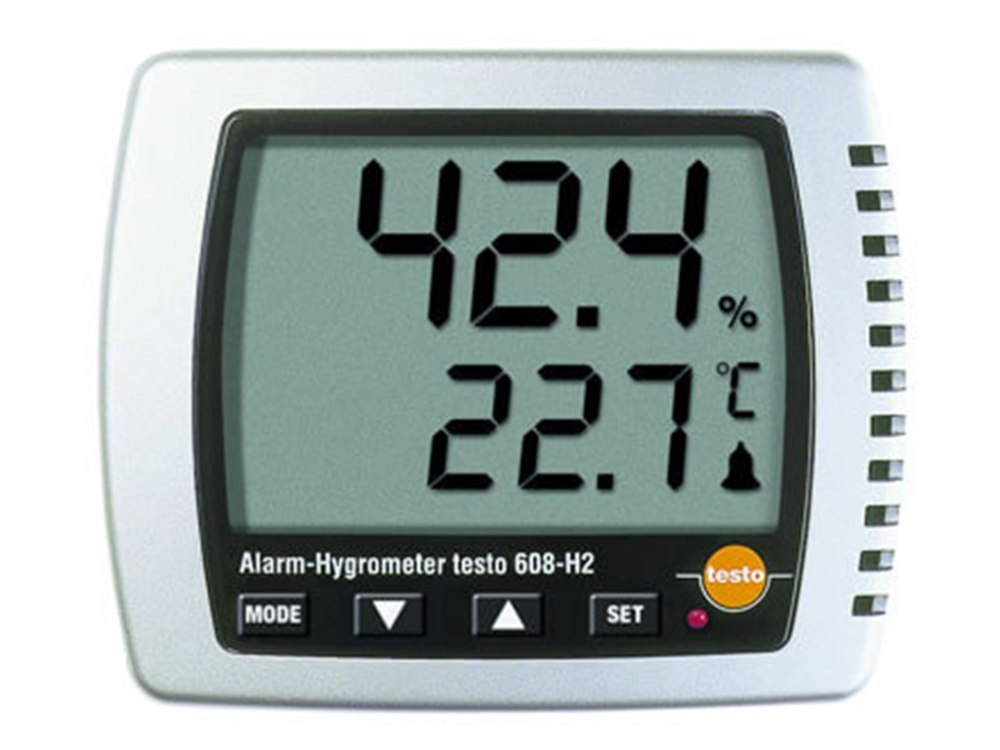 42.4 %
22.7 °C
Alarm-Hygrometer testo 608-H2
testo
MODE ▼ ▲ SET